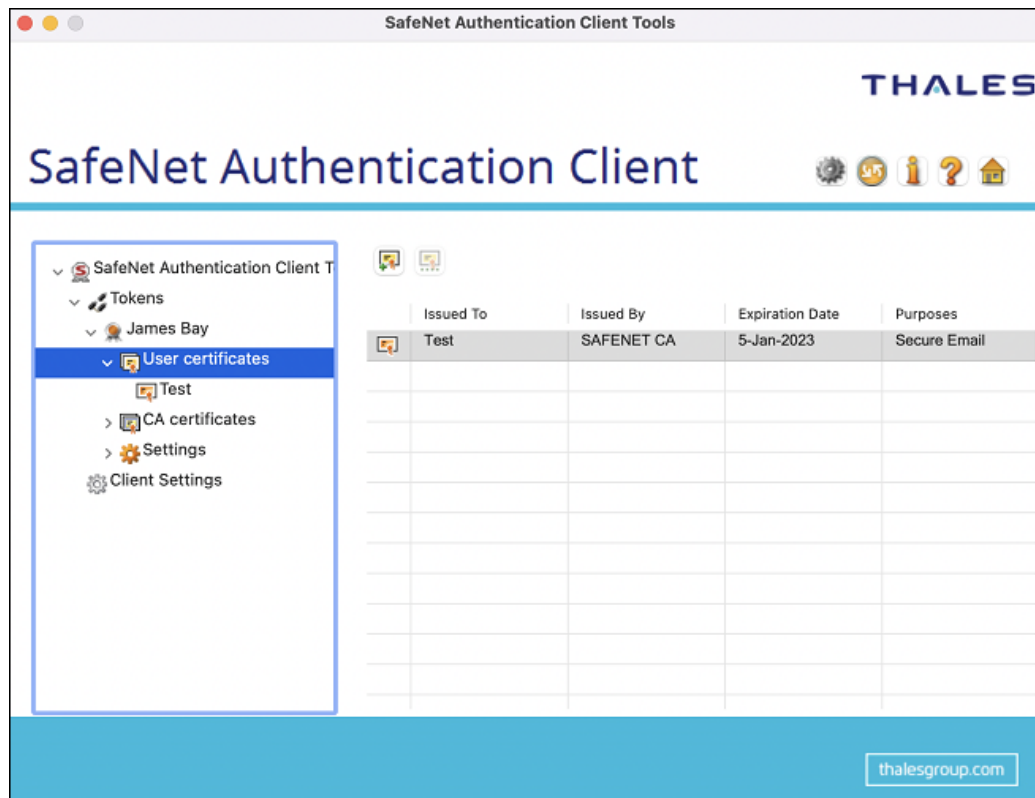 SafeNet Authentication Client Tools
THALES
SafeNet Authentication Client
SafeNet Authentication Client T
Tokens
James Bay
User certificates
Test
CA certificates
Settings
Client Settings
Issued To Issued By Expiration Date Purposes
Test SAFENET CA 5-Jan-2023 Secure Email
thalesgroup.com